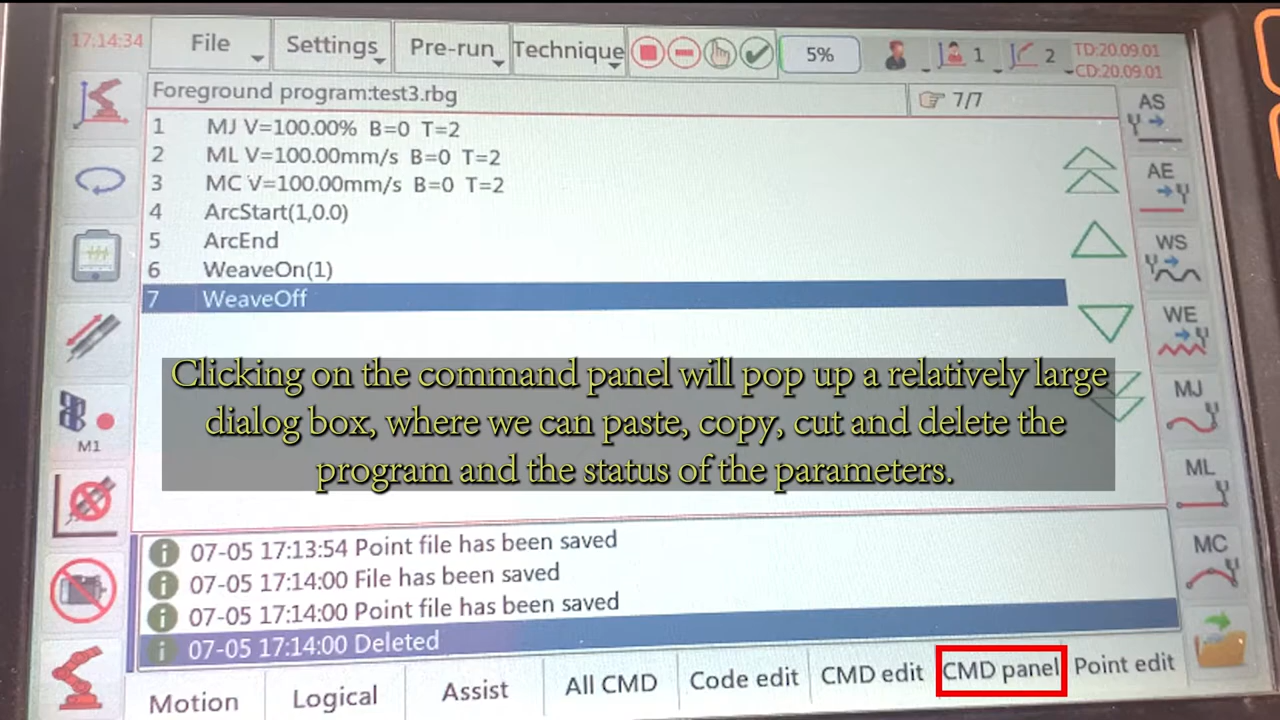 17:14:34
File
Settings
Pre-run
Technique
5%
1
2
TD:20.09.01
CD:20.09.01
Foreground program:test3.rbg
7/7
1 MJ V=100.00% B=0 T=2
2 ML V=100.00mm/s B=0 T=2
3 MC V=100.00mm/s B=0 T=2
4 ArcStart(1,0.0)
5 ArcEnd
6 WeaveOn(1)
7 WeaveOff
AS
AE
WS
WE
MJ
ML
MC
M1
Clicking on the command panel will pop up a relatively large
dialog box, where we can paste, copy, cut and delete the
program and the status of the parameters.
07-05 17:13:54 Point file has been saved
07-05 17:14:00 File has been saved
07-05 17:14:00 Point file has been saved
07-05 17:14:00 Deleted
Motion
Logical
Assist
All CMD
Code edit
CMD edit
CMD panel
Point edit